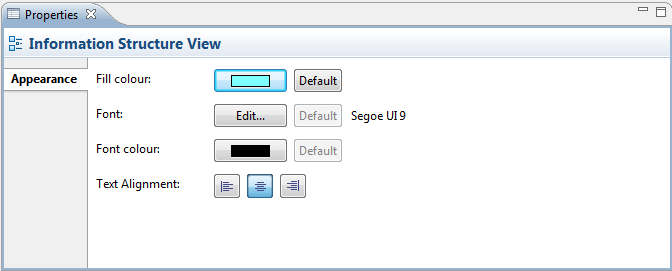 Properties
Information Structure View
Appearance
Fill colour: Default
Font: Edit... Default Segoe UI 9
Font colour: Default
Text Alignment: